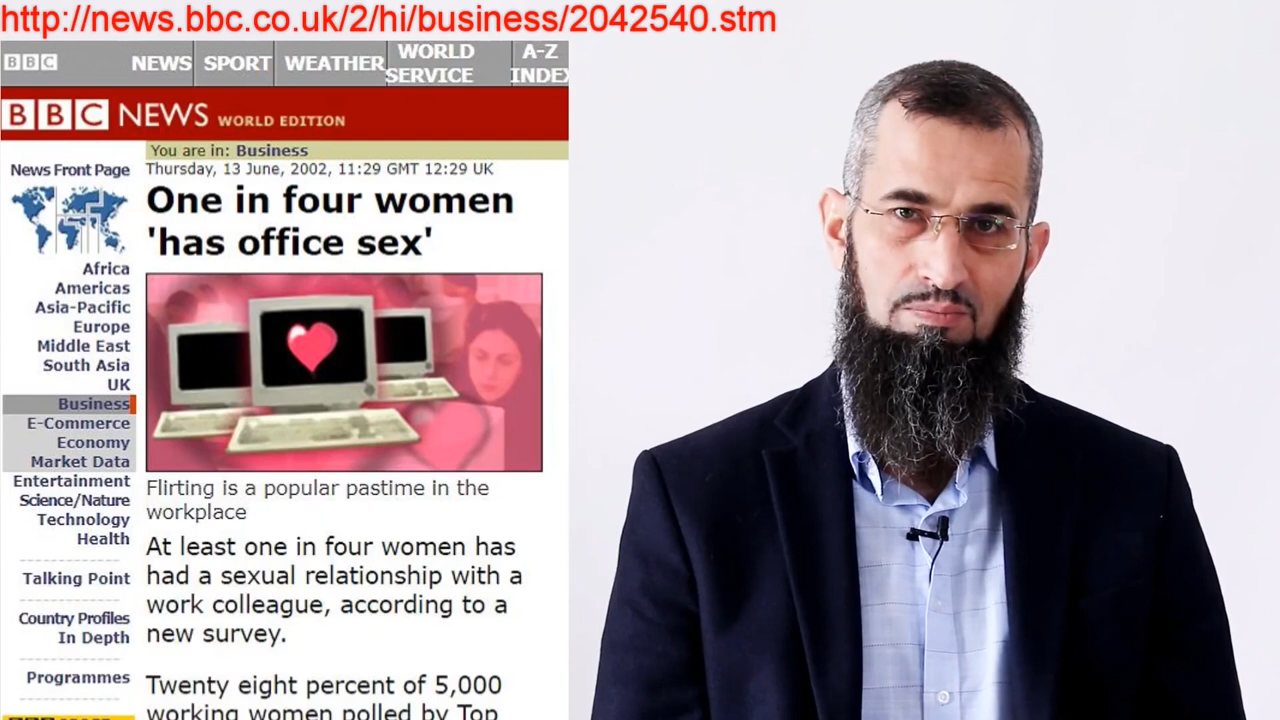 http://news.bbc.co.uk/2/hi/business/2042540.stm
BBC NEWS SPORT WEATHER WORLD SERVICE A-Z INDEX
BBC NEWS WORLD EDITION
You are in: Business
News Front Page
Africa
Americas
Asia-Pacific
Europe
Middle East
South Asia
UK
Business
E-Commerce
Economy
Market Data
Entertainment
Science/Nature
Technology
Health
Talking Point
Country Profiles
In Depth
Programmes
Thursday, 13 June, 2002, 11:29 GMT 12:29 UK
One in four women
'has office sex'
Flirting is a popular pastime in the
workplace
At least one in four women has
had a sexual relationship with a
work colleague, according to a
new survey.
Twenty eight percent of 5,000
working women polled by Top